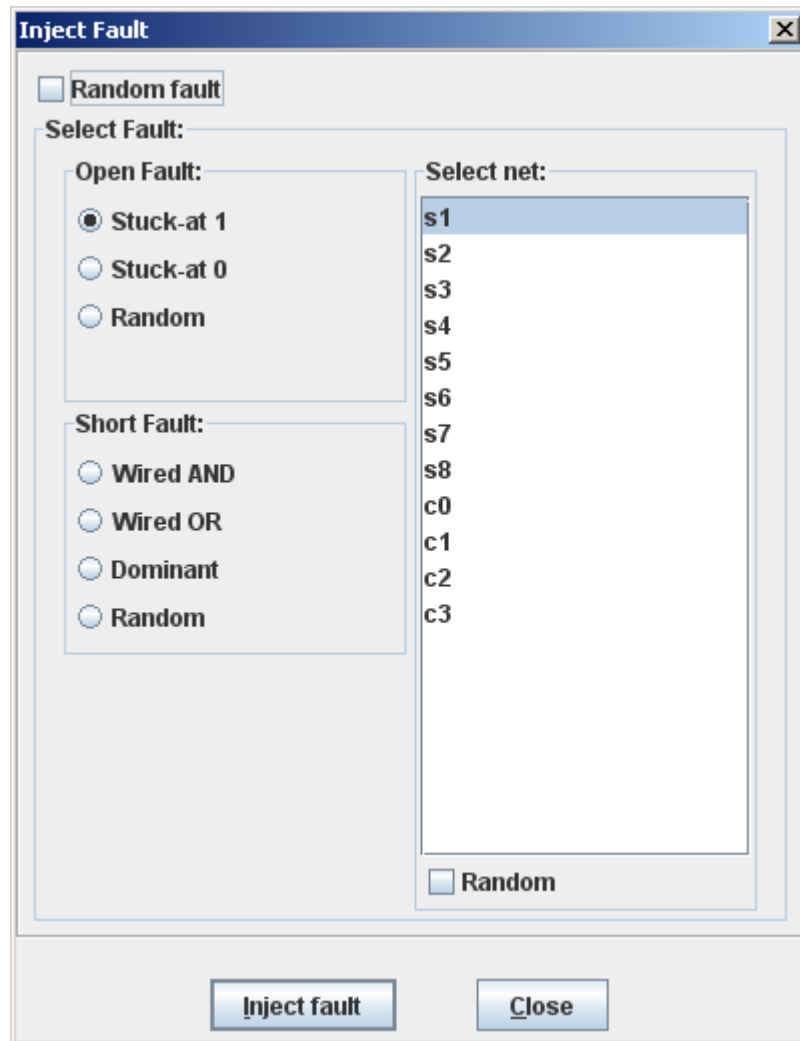 Inject Fault
Random fault
Select Fault:
Open Fault:
Stuck-at 1
Stuck-at 0
Random
Short Fault:
Wired AND
Wired OR
Dominant
Random
Select net:
s1
s2
s3
s4
s5
s6
s7
s8
c0
c1
c2
c3
Random
Inject fault
Close